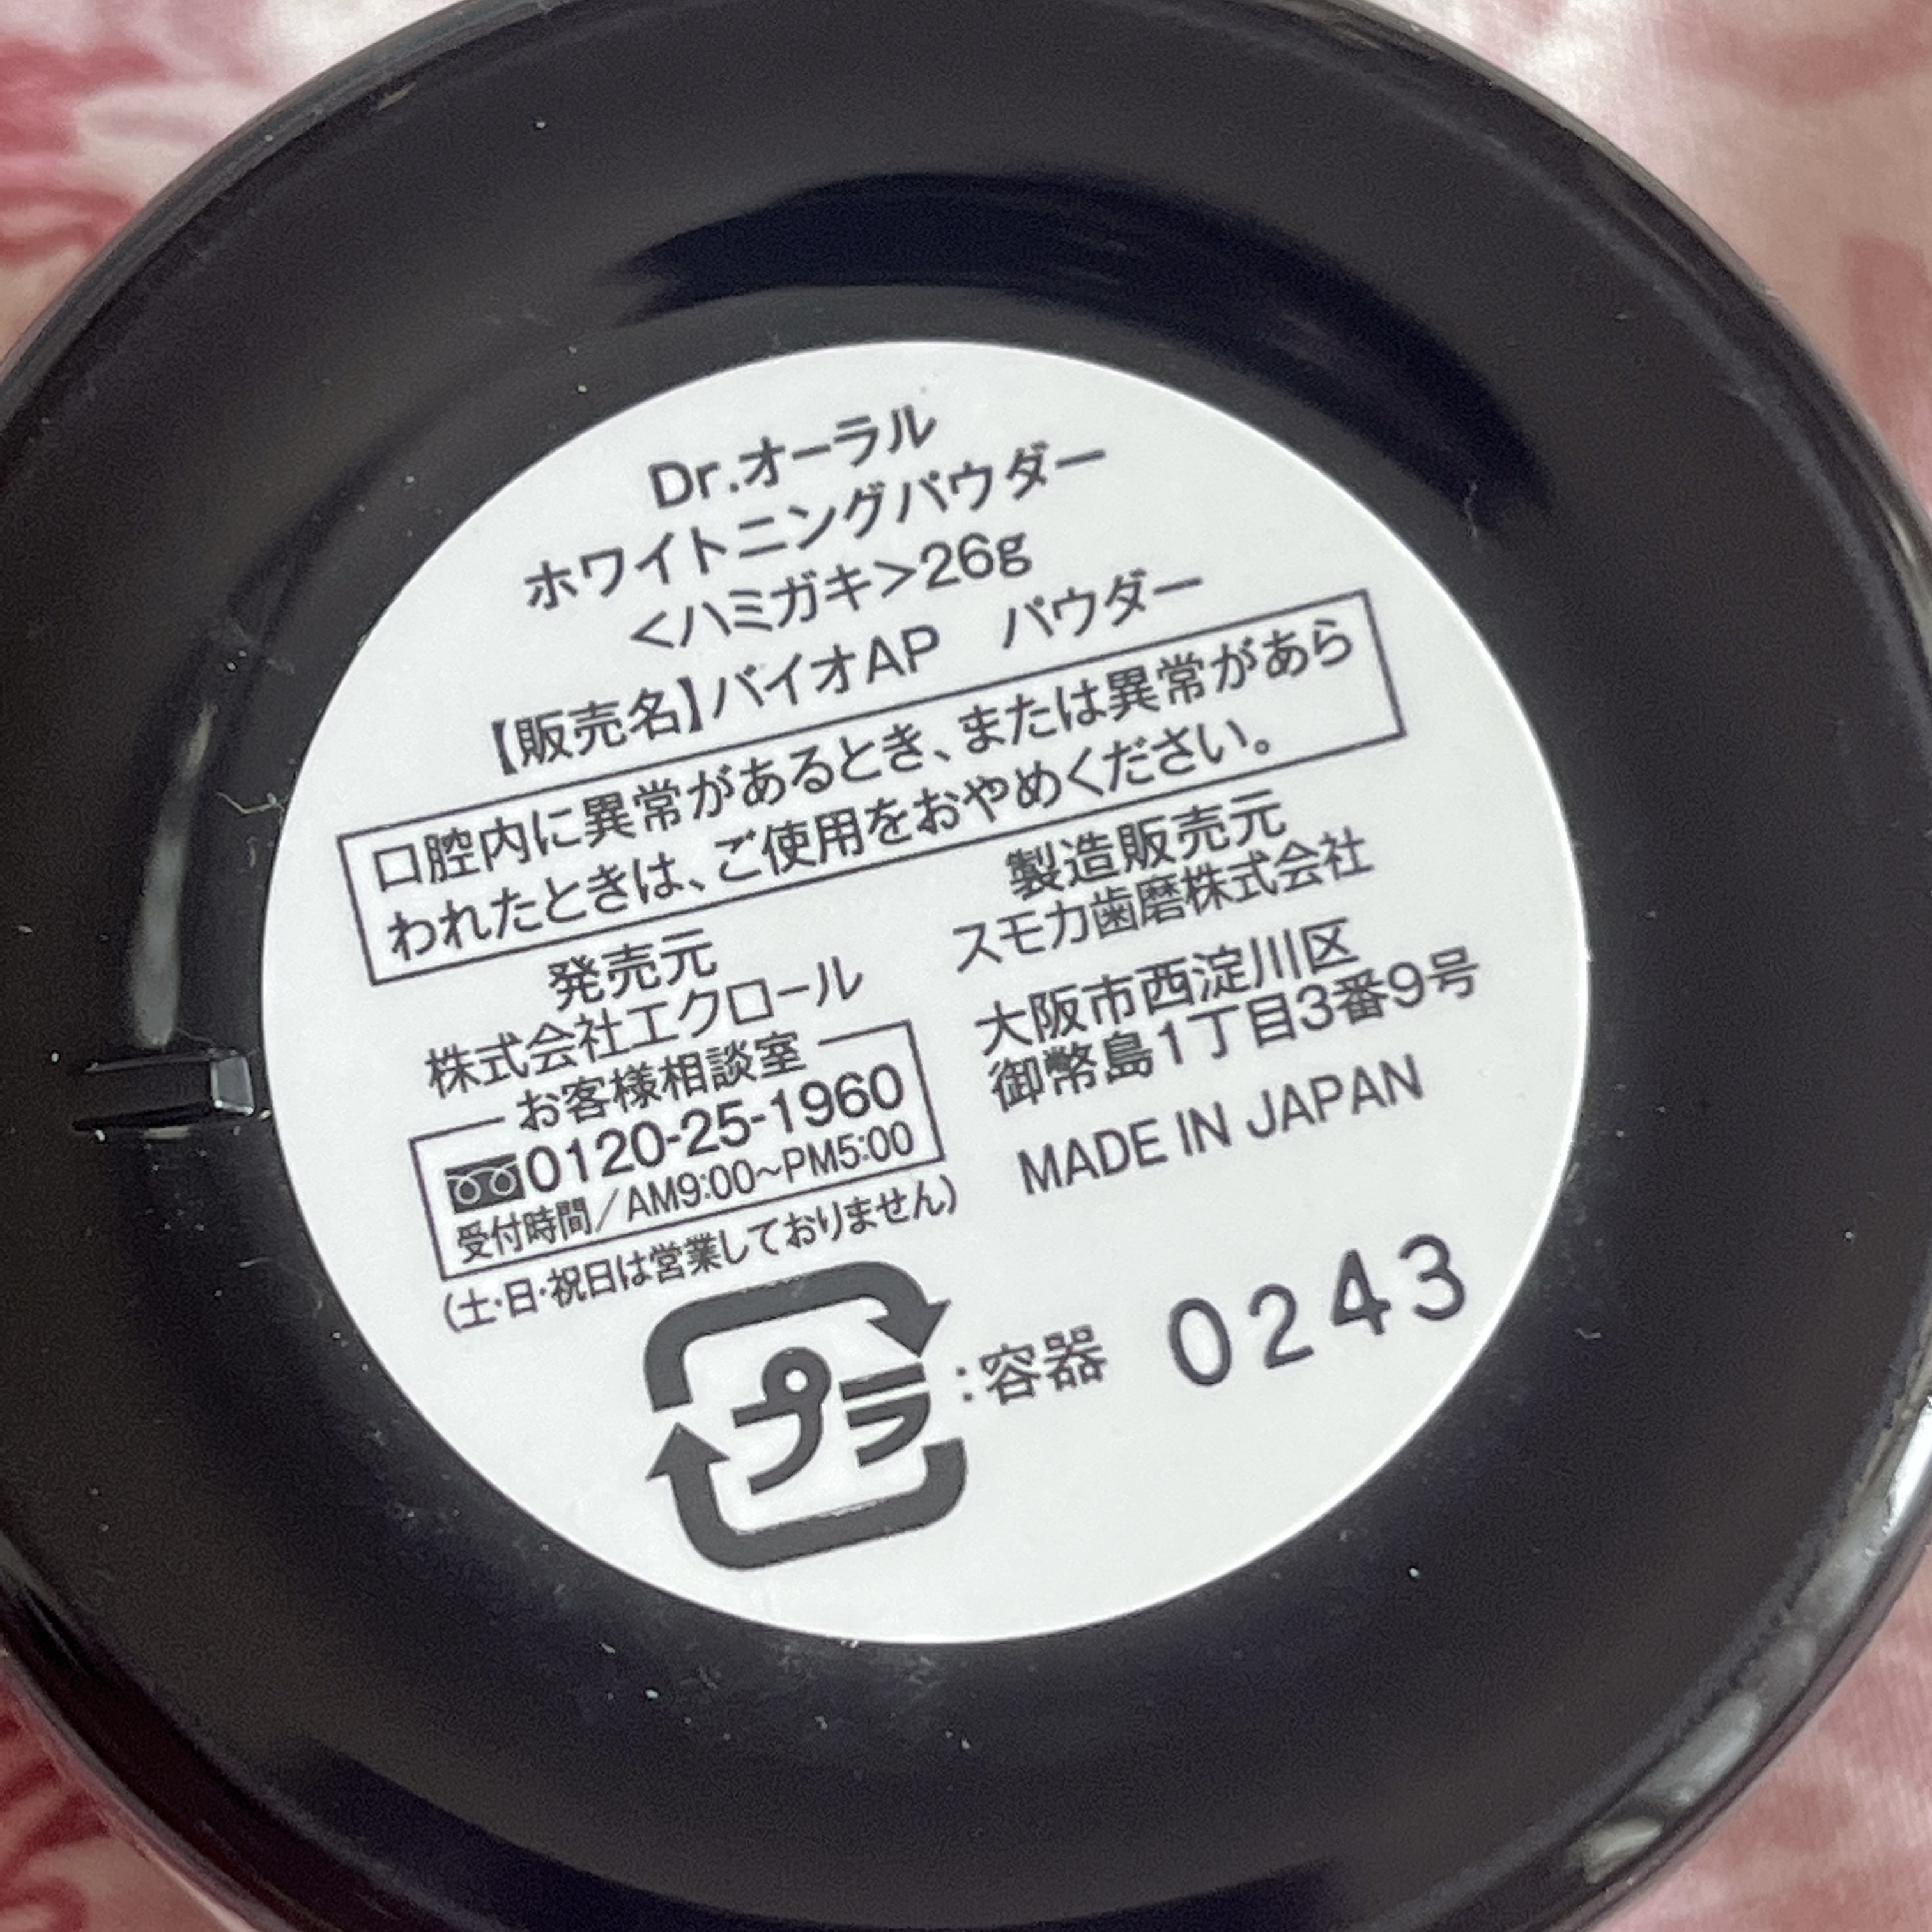 Dr.オーラル
ホワイトニングパウダー
<ハミガキ>26g
【販売名】バイオAP パウダー
口腔内に異常があるとき、または異常があら
われたときは、ご使用をおやめください。
発売元
株式会社エクロール
お客様相談室
0120-25-1960
受付時間/AM9:00~PM5:00
(土・日・祝日は営業しておりません)
製造販売元
スモカ歯磨株式会社
大阪市西淀川区
御幣島1丁目3番9号
MADE IN JAPAN
プラ:容器 0243